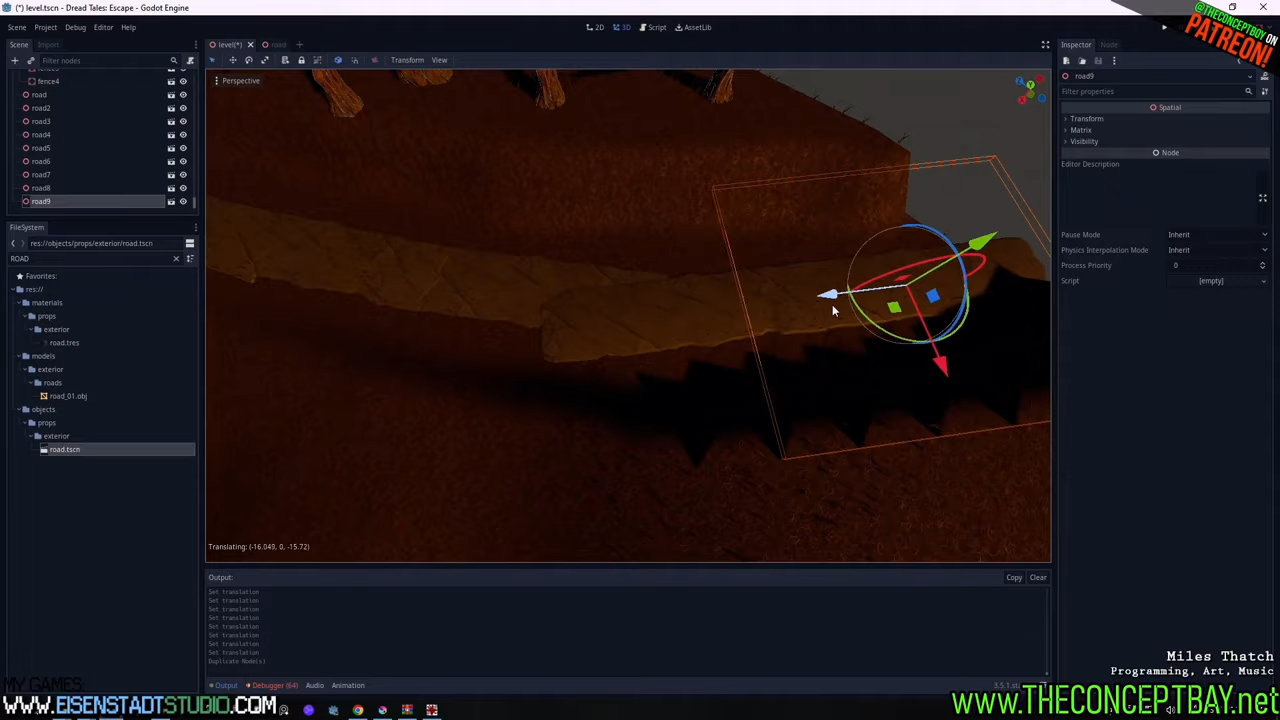 (*) level.tscn - Dread Tales: Escape - Godot Engine
Scene Project Debug Editor Help
2D 3D Script AssetLib
@THECONCEPTBOY ON
PATREON!
Scene Import
level(*) road
Inspector Node
Filter nodes
Transform View
road9
Filter properties
fence4
Perspective
road
road2
road3
road4
road5
road6
road7
road8
road9
Spatial
Transform
Matrix
Visibility
Node
Editor Description
Pause Mode Inherit
Physics Interpolation Mode Inherit
Process Priority 0
Script [empty]
FileSystem
res://objects/props/exterior/road.tscn
ROAD
Favorites:
res://
materials
props
exterior
road.tres
models
exterior
roads
road_01.obj
objects
props
exterior
road.tscn
Translating: (-16.049, 0, -15.72)
Output: Copy Clear
Set translation
Set translation
Set translation
Set translation
Set translation
Set translation
Set translation
Set translation
Duplicate Node(s)
Output Debugger (64) Audio Animation
Miles Thatch
Programming, Art, Music
MY GAMES:
WWW.EISENSTADTSTUDIO.COM
www.THECONCEPTBAY.net